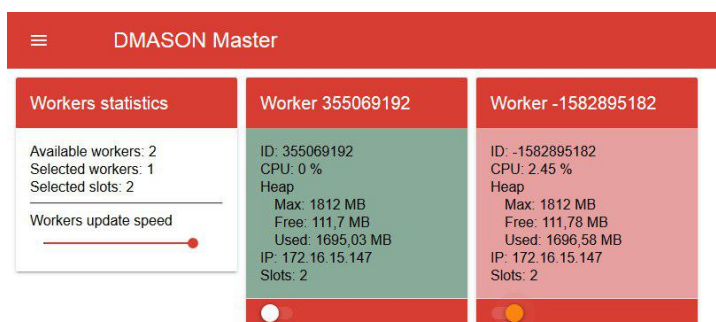 DMASON Master
Workers statistics
Available workers: 2
Selected workers: 1
Selected slots: 2
Workers update speed
Worker 355069192
ID: 355069192
CPU: 0 %
Heap
Max: 1812 MB
Free: 111,7 MB
Used: 1695,03 MB
IP: 172.16.15.147
Slots: 2
Worker -1582895182
ID: -1582895182
CPU: 2.45 %
Heap
Max: 1812 MB
Free: 111,78 MB
Used: 1696,58 MB
IP: 172.16.15.147
Slots: 2